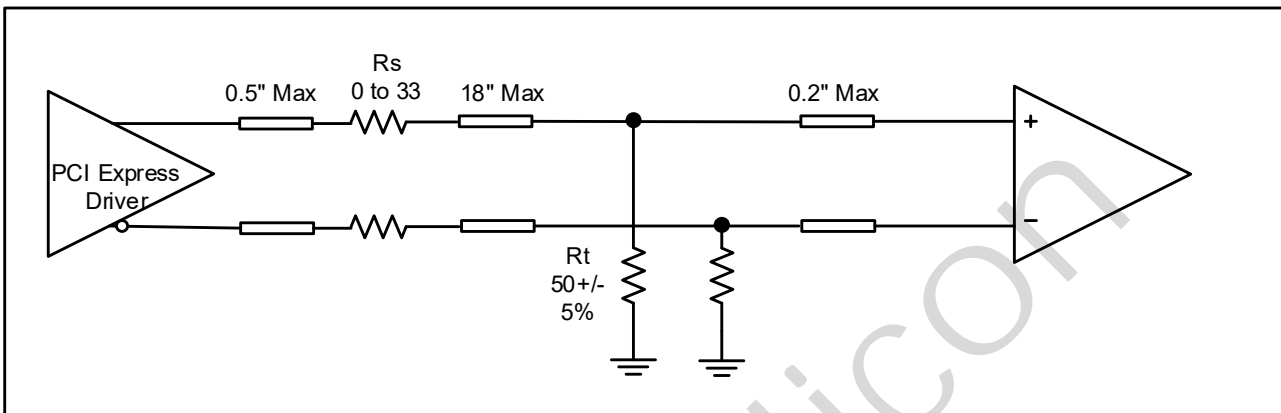 Rs
0 to 33
0.5" Max
18" Max
0.2" Max
PCI Express
Driver
+
−
Rt
50+/-
5%